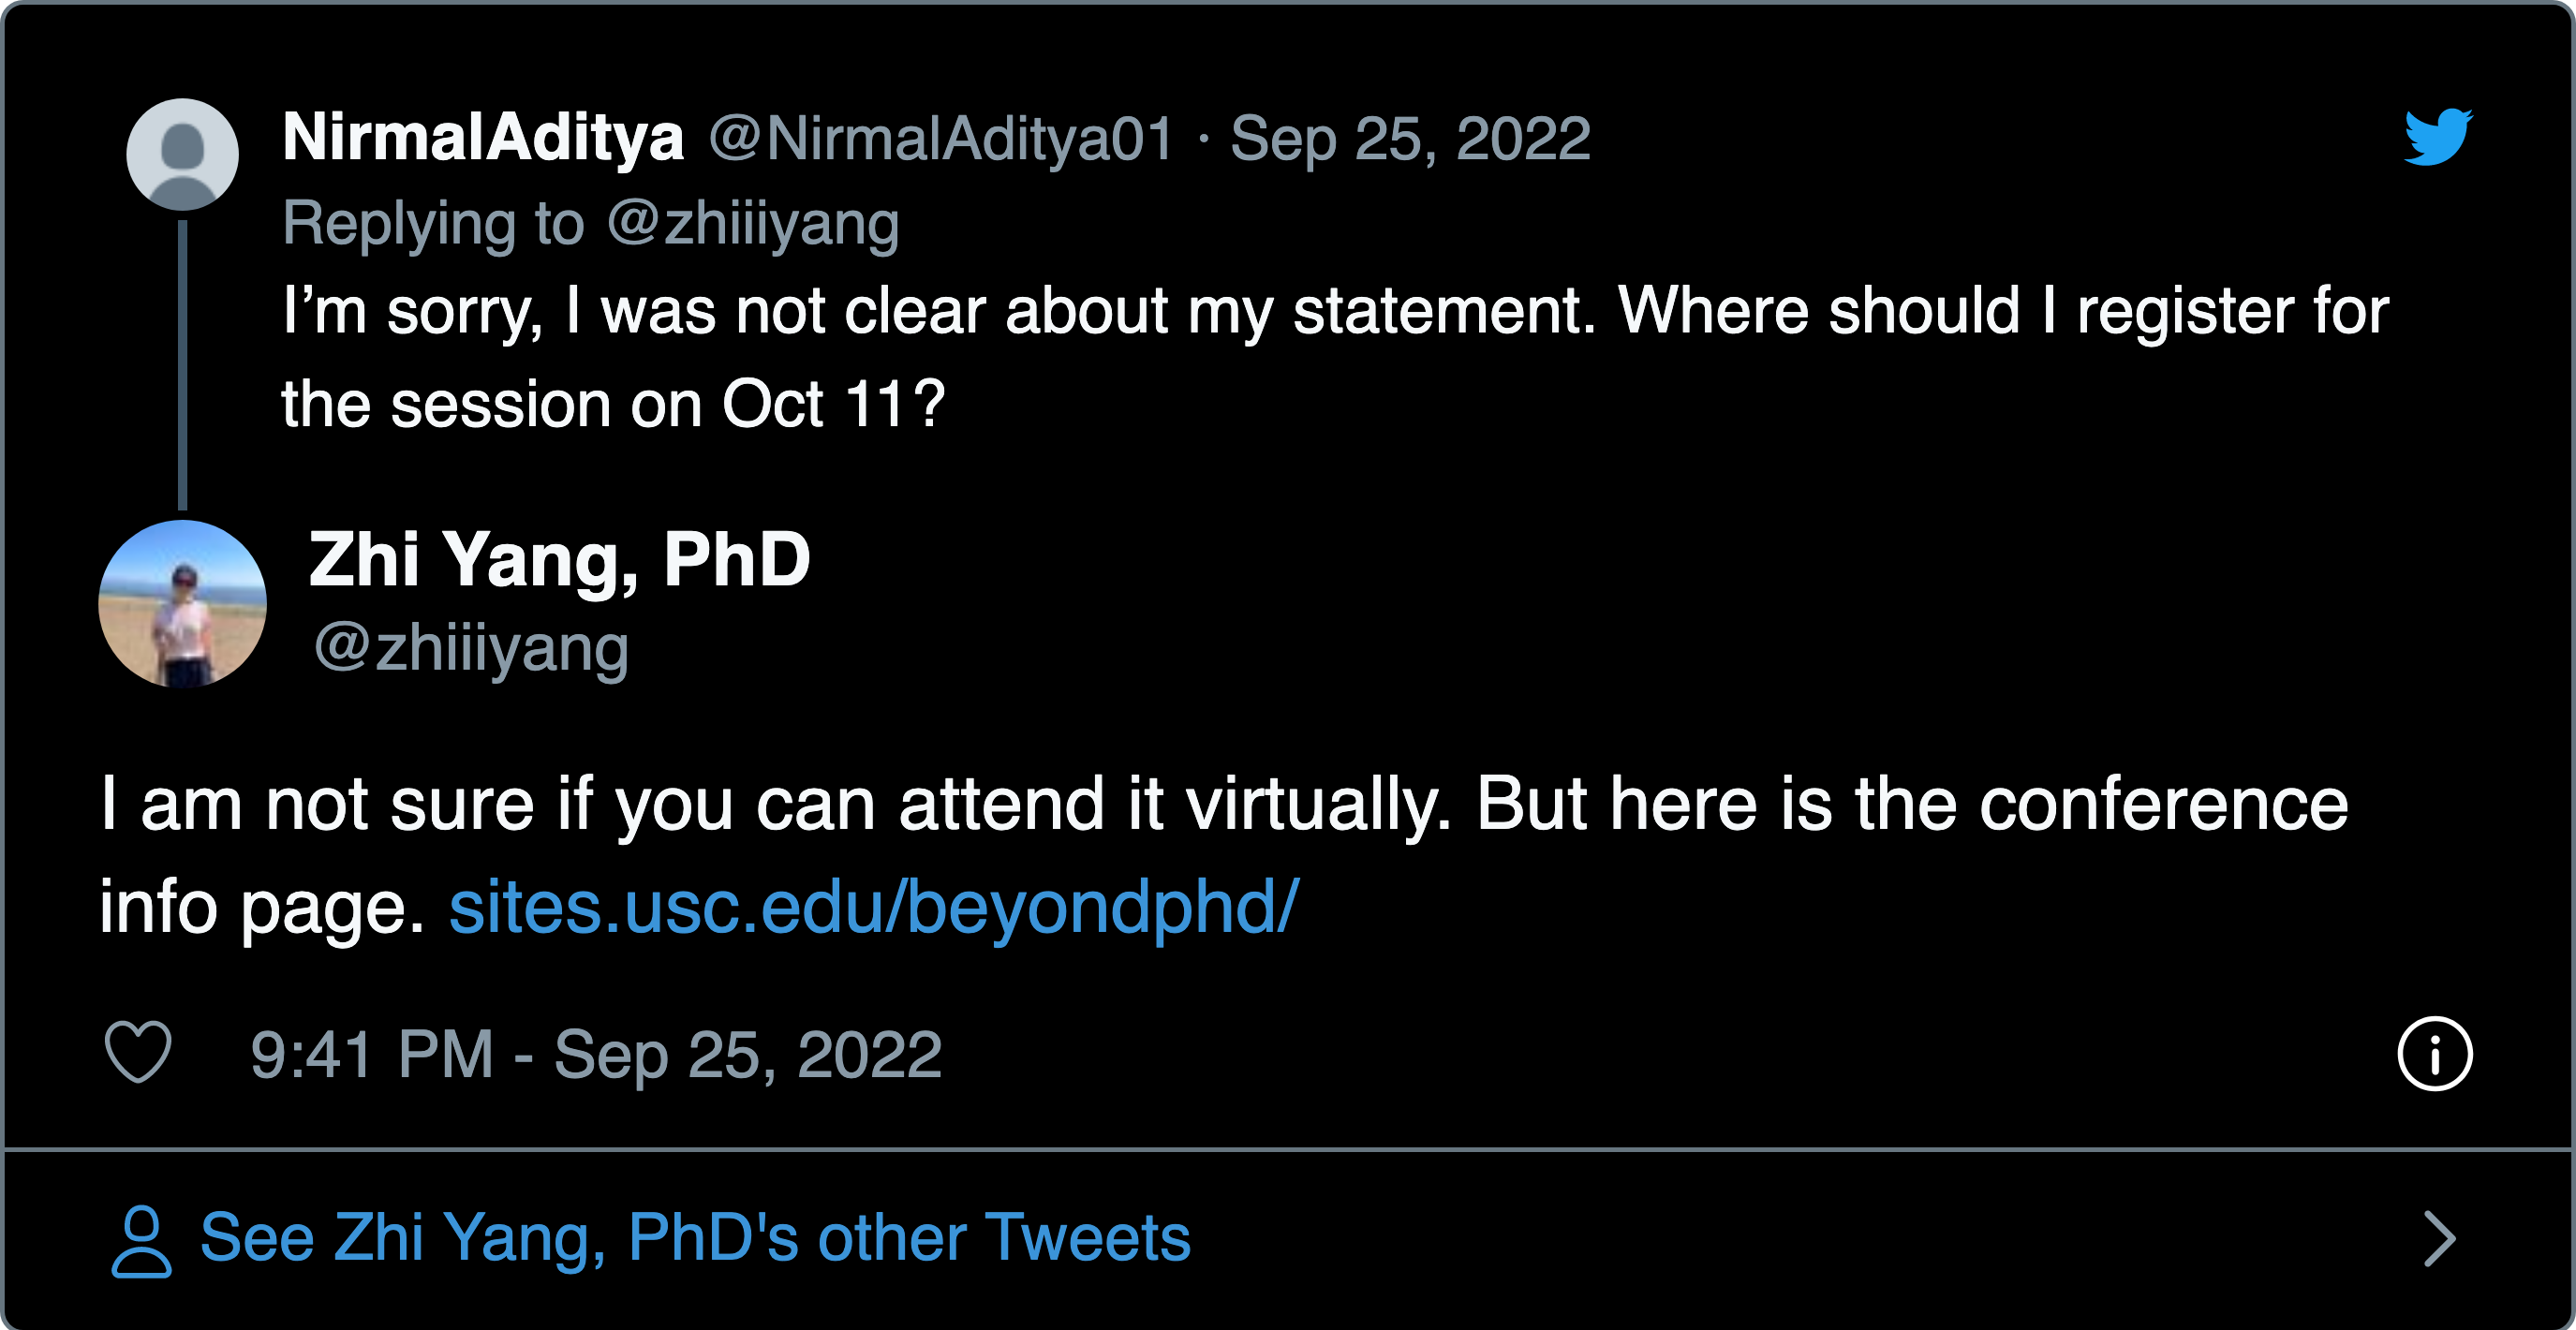 NirmalAditya @NirmalAditya01 · Sep 25, 2022
Replying to @zhiiiyang
I’m sorry, I was not clear about my statement. Where should I register for
the session on Oct 11?
Zhi Yang, PhD
@zhiiiyang
I am not sure if you can attend it virtually. But here is the conference
info page. sites.usc.edu/beyondphd/
9:41 PM - Sep 25, 2022
See Zhi Yang, PhD's other Tweets